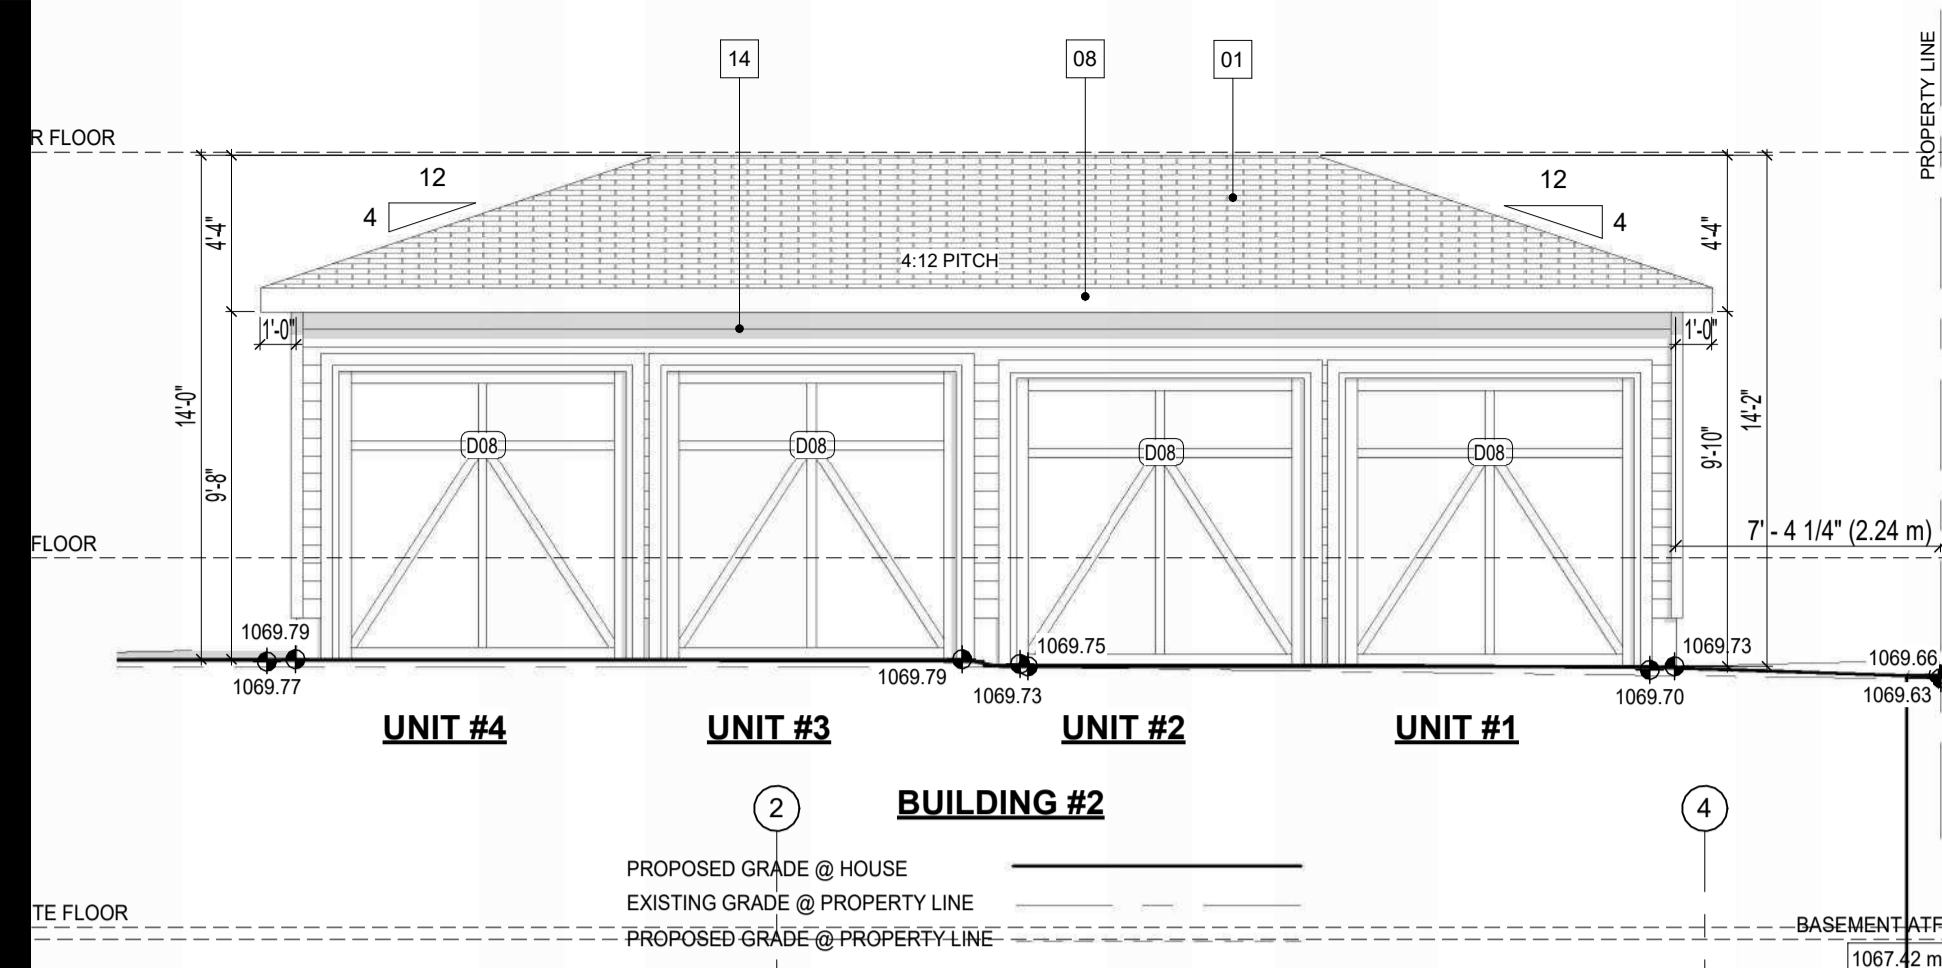 14
08
01
PROPERTY LINE
R FLOOR
12
4
12
4
4'-4"
4'-4"
4:12 PITCH
1'-0"
1'-0"
14'-0"
9'-8"
14'-2"
9'-10"
D08
D08
D08
D08
FLOOR
7' - 4 1/4" (2.24 m)
1069.79
1069.75
1069.73
1069.66
1069.77
1069.79
1069.73
1069.70
1069.63
UNIT #4
UNIT #3
UNIT #2
UNIT #1
BUILDING #2
2
4
PROPOSED GRADE @ HOUSE
EXISTING GRADE @ PROPERTY LINE
PROPOSED GRADE @ PROPERTY LINE
TE FLOOR
BASEMENT ATF
1067.42 m